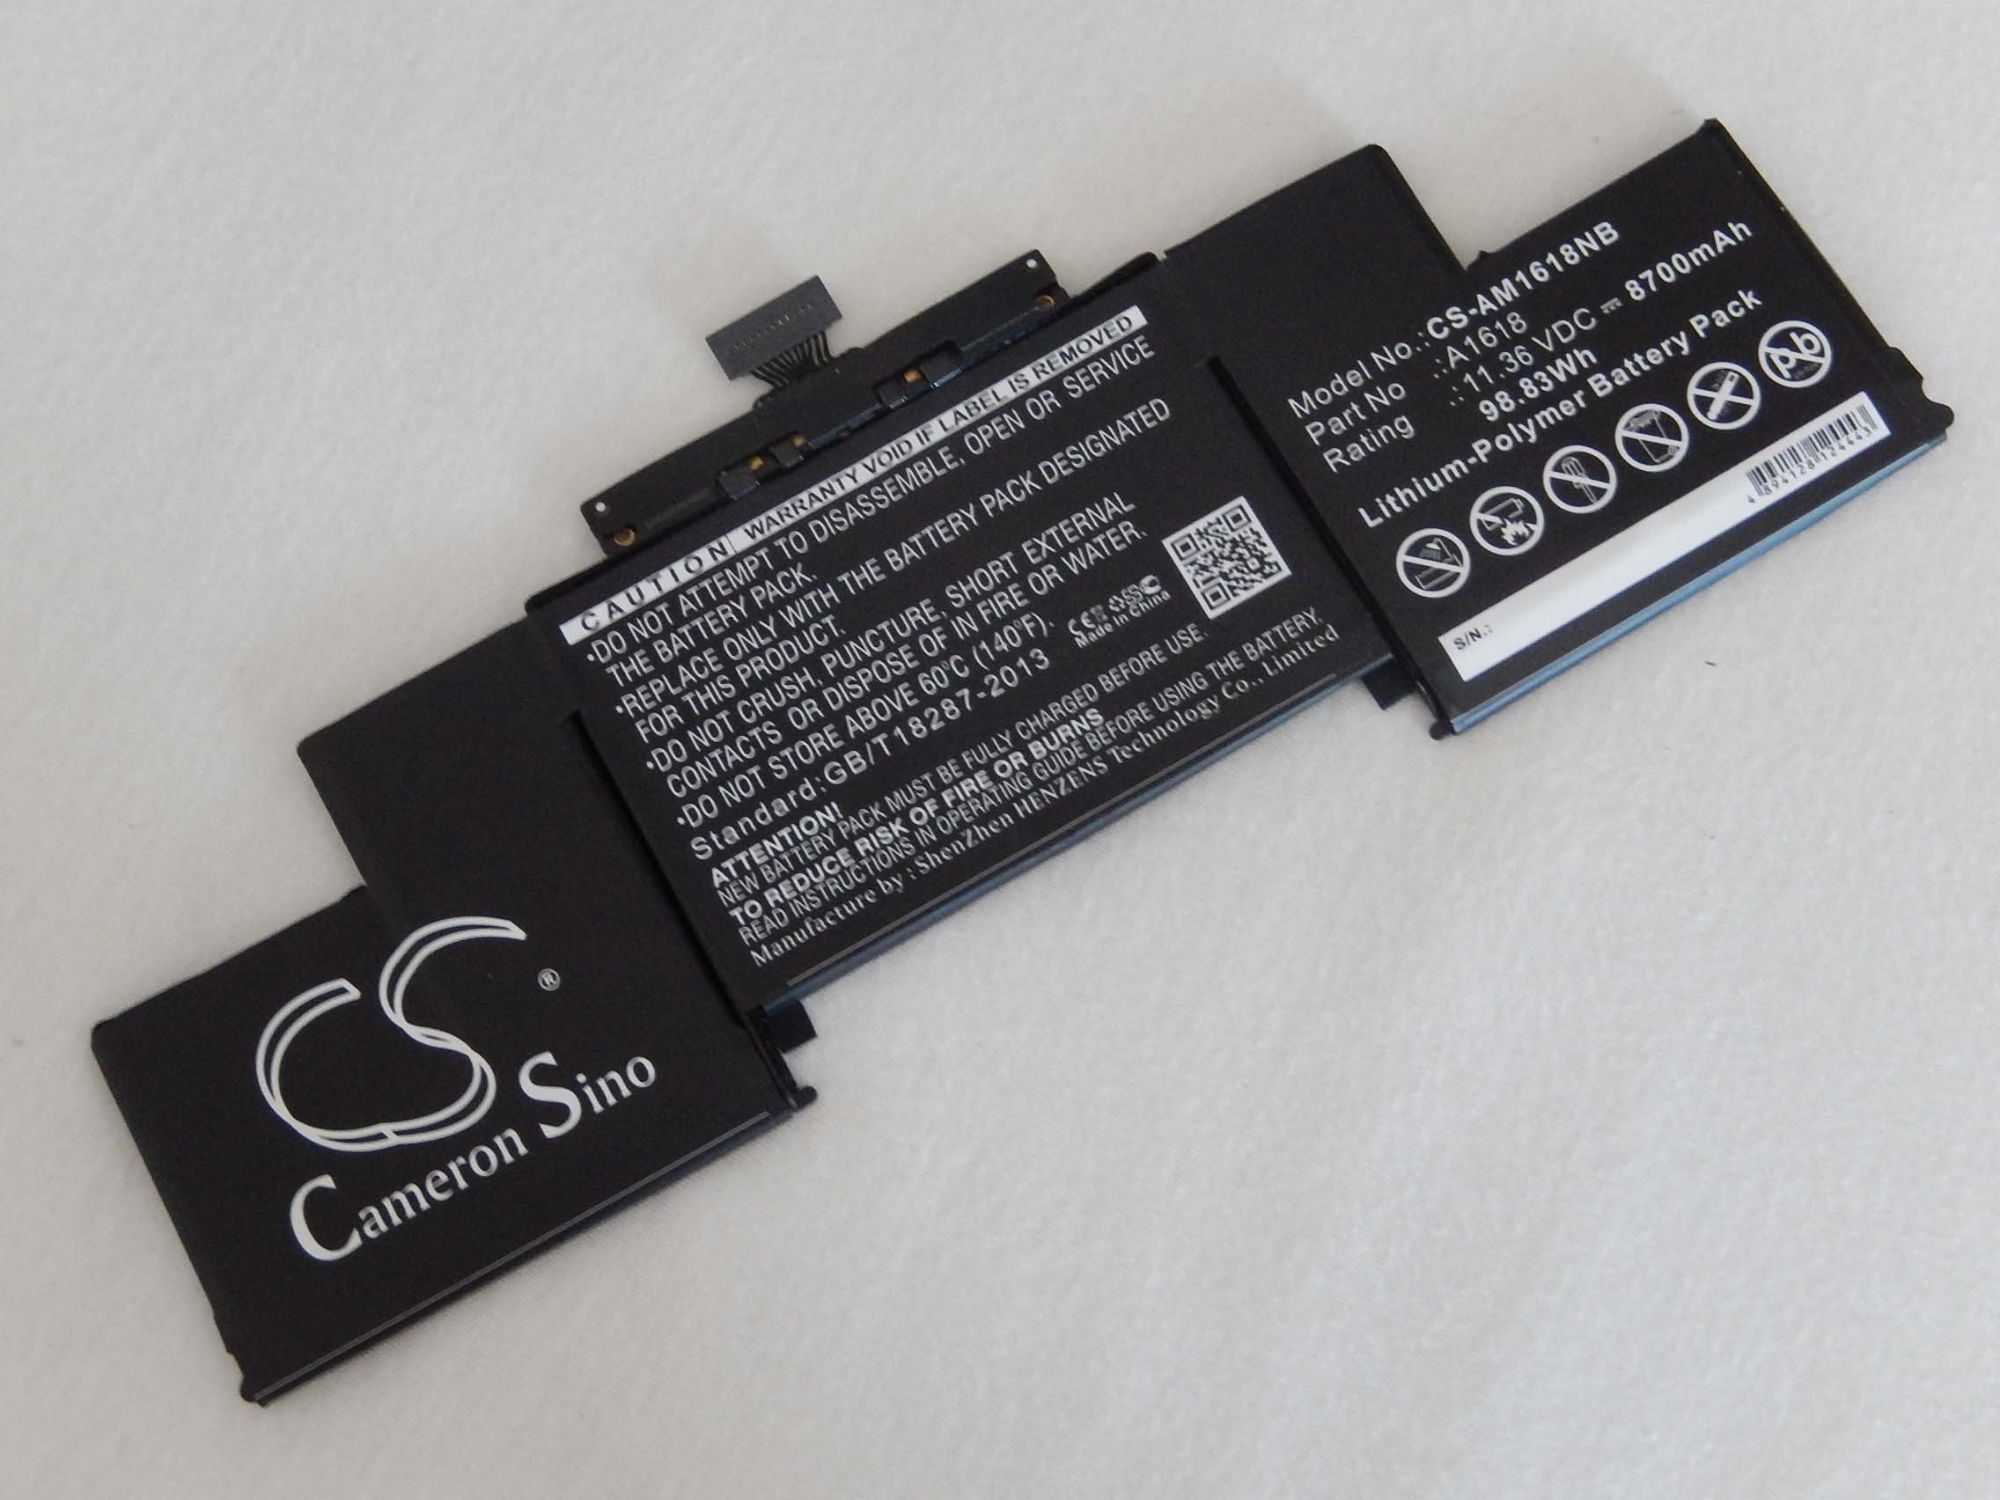 CAUTION WARRANTY VOID IF LABEL IS REMOVED
•DO NOT ATTEMPT TO DISASSEMBLE, OPEN OR SERVICE
THE BATTERY PACK.
•REPLACE ONLY WITH THE BATTERY PACK DESIGNATED
FOR THIS PRODUCT.
•DO NOT CRUSH, PUNCTURE, SHORT EXTERNAL
CONTACTS OR DISPOSE OF IN FIRE OR WATER.
•DO NOT STORE ABOVE 60°C (140°F).
Standard:GB/T18287-2013
CE
Made in China
ATTENTION!
NEW BATTERY PACK MUST BE FULLY CHARGED BEFORE USE.
TO REDUCE RISK OF FIRE OR BURNS
READ INSTRUCTIONS IN OPERATING GUIDE BEFORE USING THE BATTERY.
Manufacture by : ShenZhen HENZENS Technology Co., Limited
CS ®
Cameron Sino
Model No.:CS-AM1618NB
Part No :A1618
Rating :11.36 VDC ⎓ 8700mAh
98.83Wh
Lithium-Polymer Battery Pack
pb
4 894128 124443
S/N.: